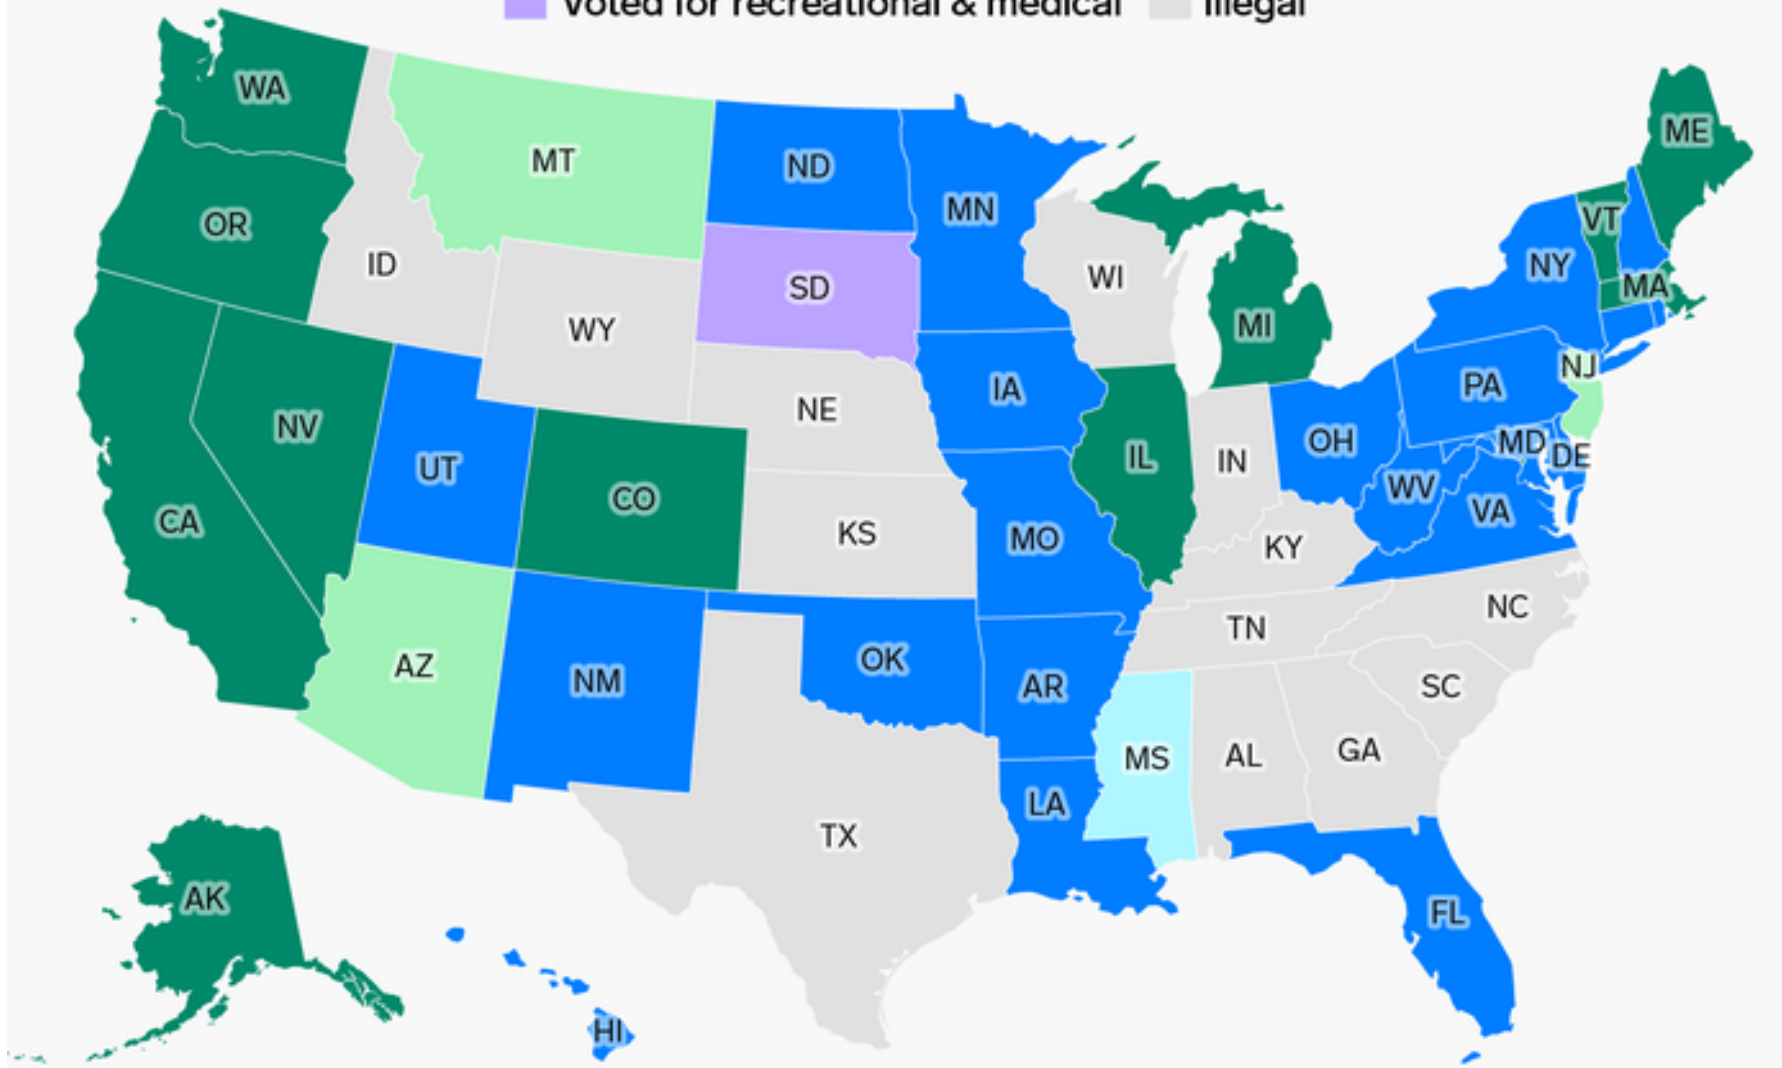 Voted for recreational & medical Illegal
WA
ME
MT
ND
MN
OR
VT
ID
SD
WI
NY
MA
WY
MI
NJ
IA
PA
NE
NV
OH
MD
UT
IL
IN
DE
CO
WV
CA
KS
MO
VA
KY
NC
TN
AZ
OK
NM
AR
SC
MS
AL
GA
LA
TX
AK
FL
HI